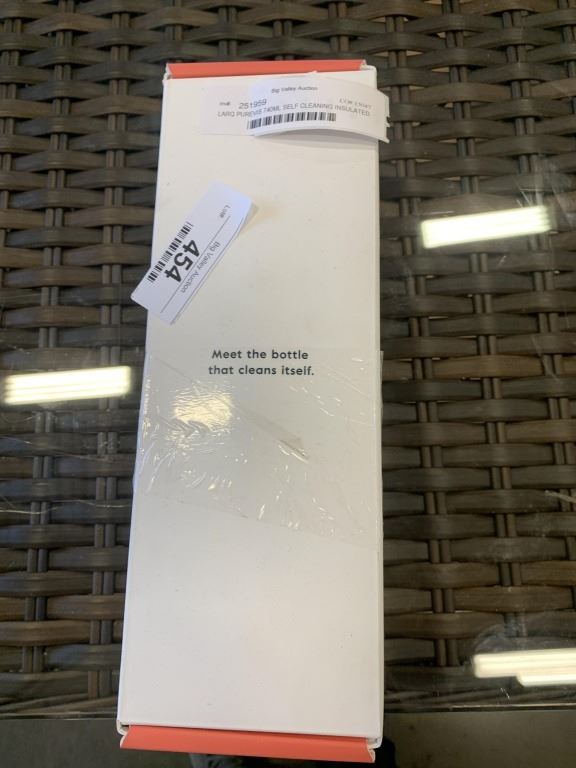 Big Valley Auction
Inv#: 251959
LARQ PUREVIS 740ML SELF CLEANING INSULATED
Lot#
454
Big Valley Auction
Meet the bottle
that cleans itself.